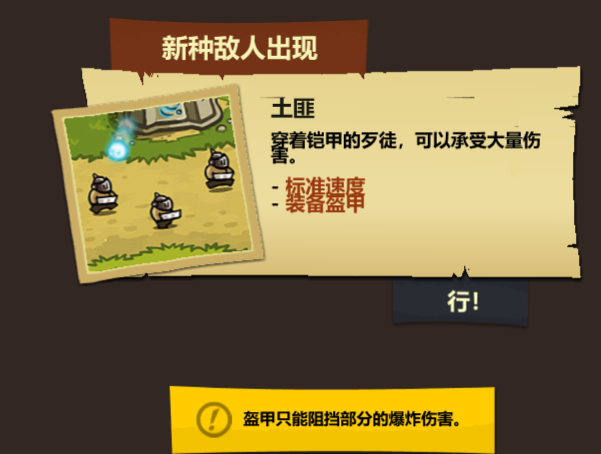 新种敌人出现
土匪
穿着铠甲的歹徒，可以承受大量伤
害。
- 标准速度
- 装备盔甲
行！
盔甲只能阻挡部分的爆炸伤害。